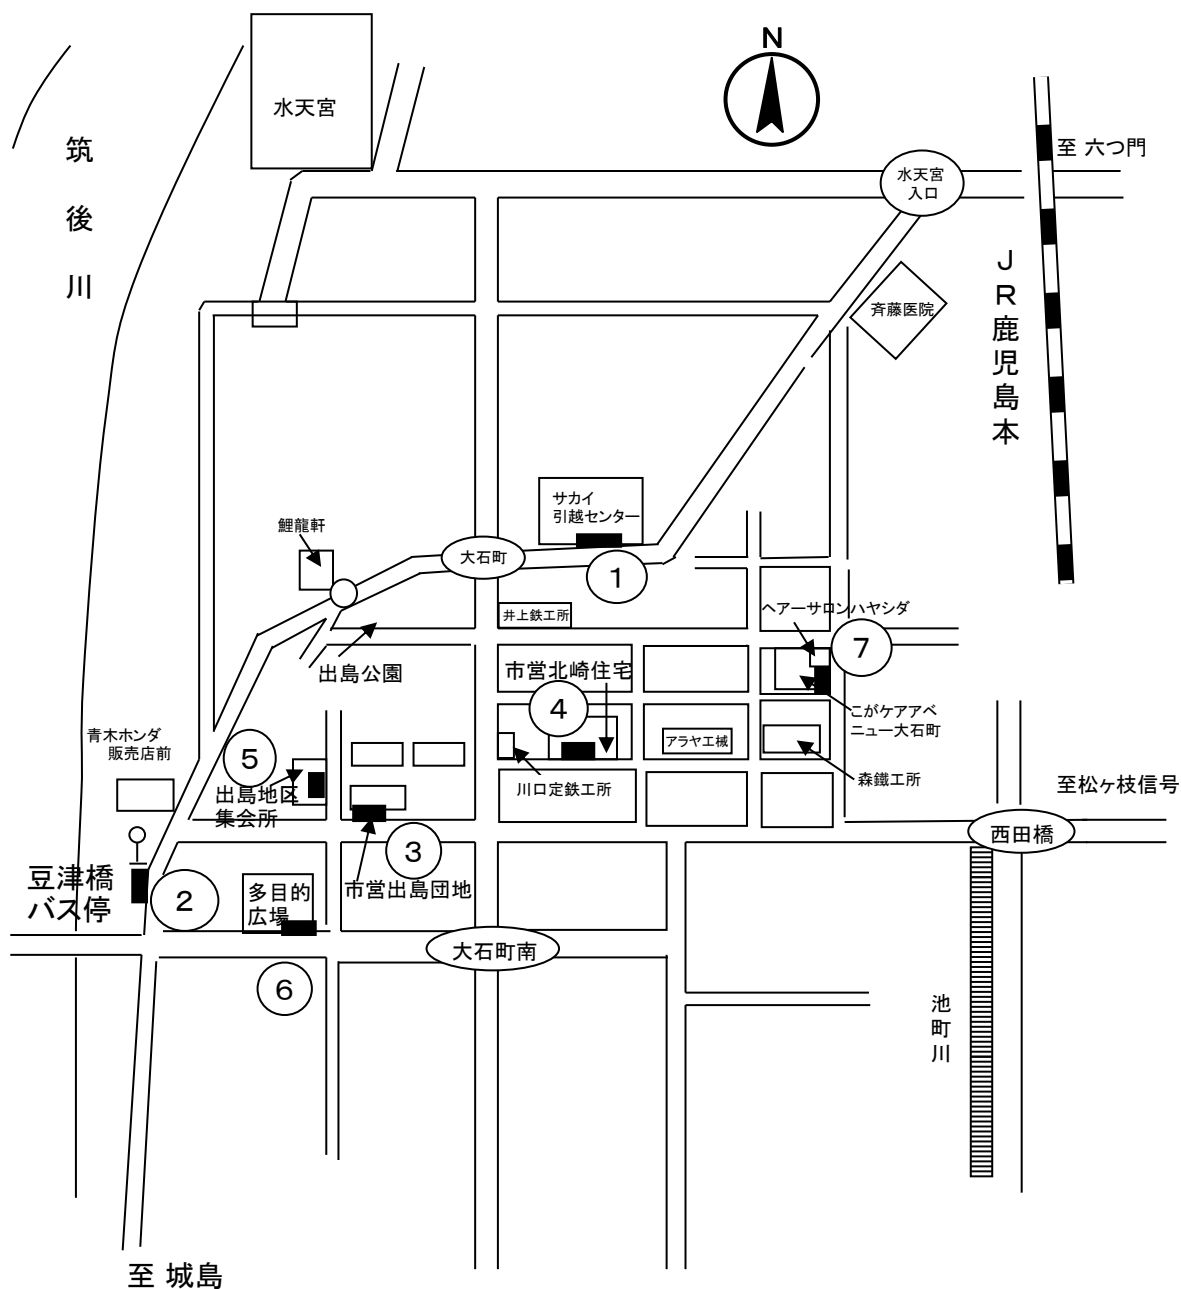 N
水天宮
筑後川
至 六つ門
水天宮
入口
JR鹿児島本
斉藤医院
サカイ
引越センター
鯉龍軒
大石町
1
井上鉄工所
ヘアーサロンハヤシダ
7
出島公園
市営北崎住宅
4
こがケアアベ
ニュー大石町
アラヤ工械
青木ホンダ
販売店前
5
森鐵工所
川口定鉄工所
至松ヶ枝信号
出島地区
集会所
西田橋
3
豆津橋
バス停
2
多目的
広場
市営出島団地
大石町南
6
池町川
至 城島